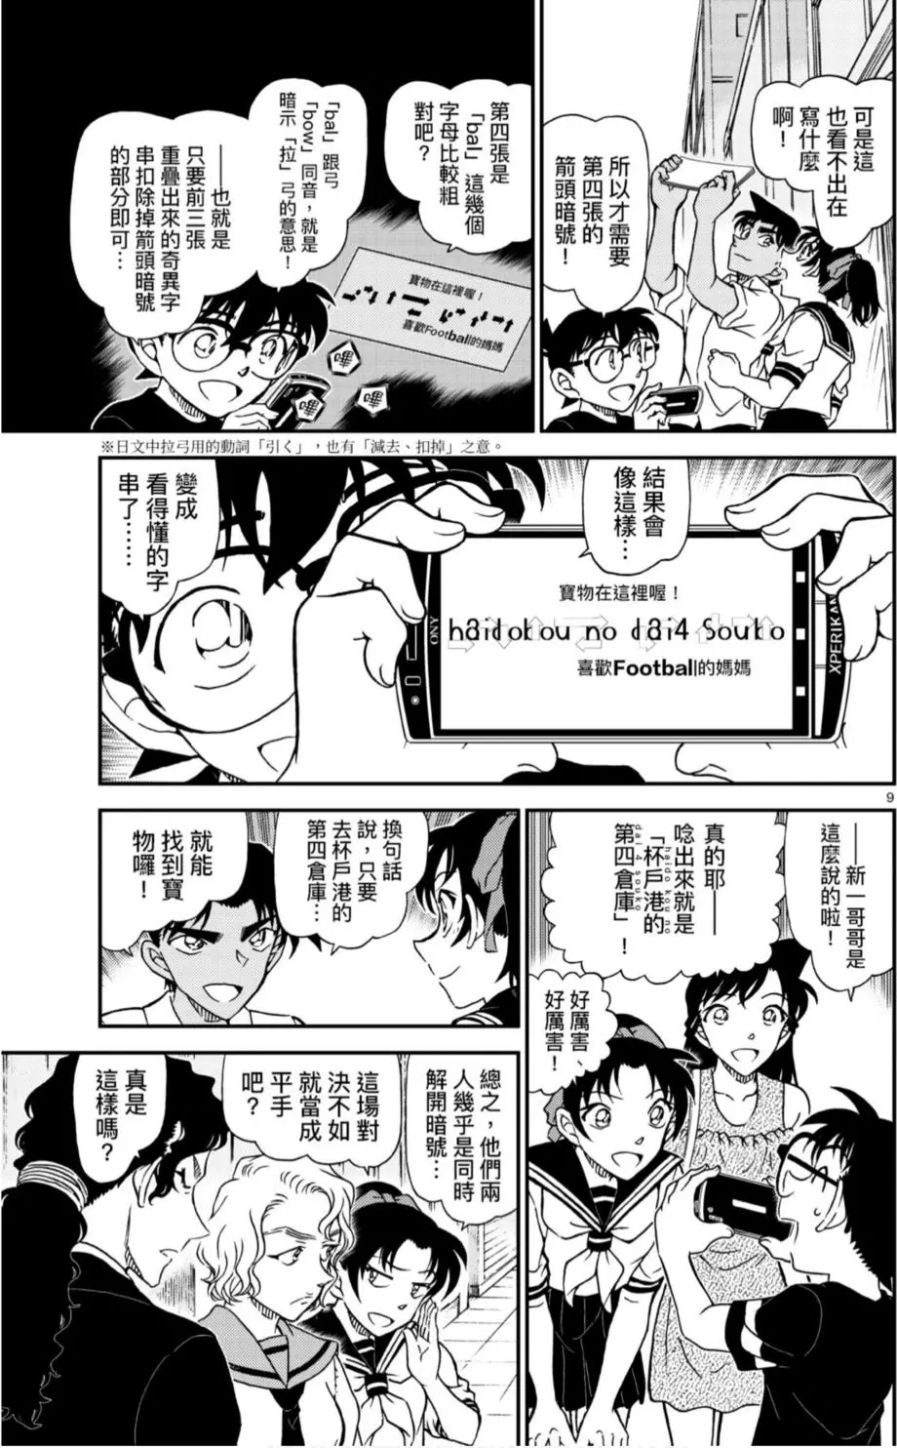 可是這
也看不出在
寫什麼
啊！
所以才需要
第四張的
箭頭暗號！
第四張是
「bal」這幾個
字母比較粗
對吧？
「bal」跟弓
「bow」同音，就是
暗示「拉」弓的意思！
——也就是
只要前三張
重疊出來的奇異字
串扣除掉箭頭暗號
的部分即可…
寶物在這裡喔！
喜歡Football的媽媽
嗶
嗶
嗶
※日文中拉弓用的動詞「引く」，也有「減去、扣掉」之意。
結果會
像這樣…
寶物在這裡喔！
haidokou no dai4 Souko
喜歡Football的媽媽
ONY
XPERIKAN
變成
看得懂的字
串了……
9
——新一哥哥是
這麼說的啦！
真的耶——
唸出來就是
「杯戶港的
haido kou no
第四倉庫」！
dai 4 souko
好厲害、
好厲害！
換句話
說，只要
去杯戶港的
第四倉庫…
就能
找到寶
物囉！
總之，他們兩
人幾乎是同時
解開暗號…
這場對
決不如
就當成
平手
吧？
真是
這樣嗎？